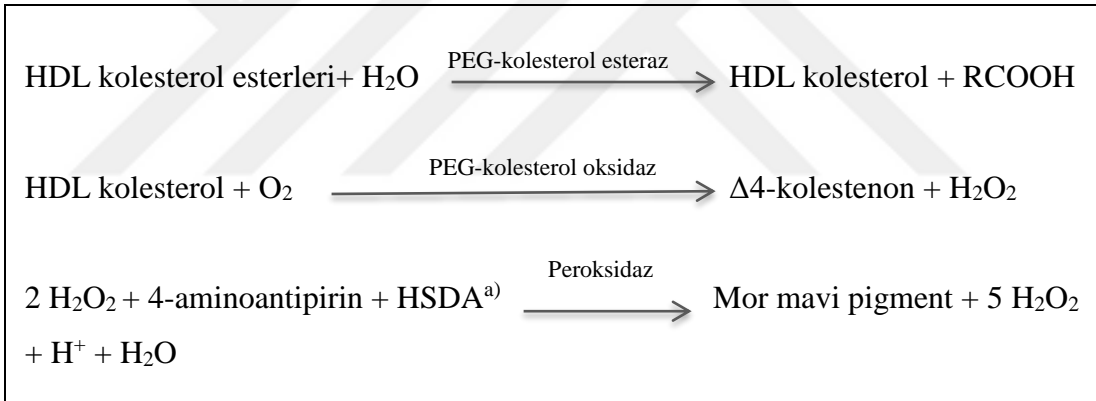 PEG-kolesterol esteraz
HDL kolesterol esterleri+ H₂O HDL kolesterol + RCOOH
PEG-kolesterol oksidaz
HDL kolesterol + O₂ Δ4-kolestenon + H₂O₂
Peroksidaz
2 H₂O₂ + 4-aminoantipirin + HSDAᵃ⁾ Mor mavi pigment + 5 H₂O₂
+ H⁺ + H₂O